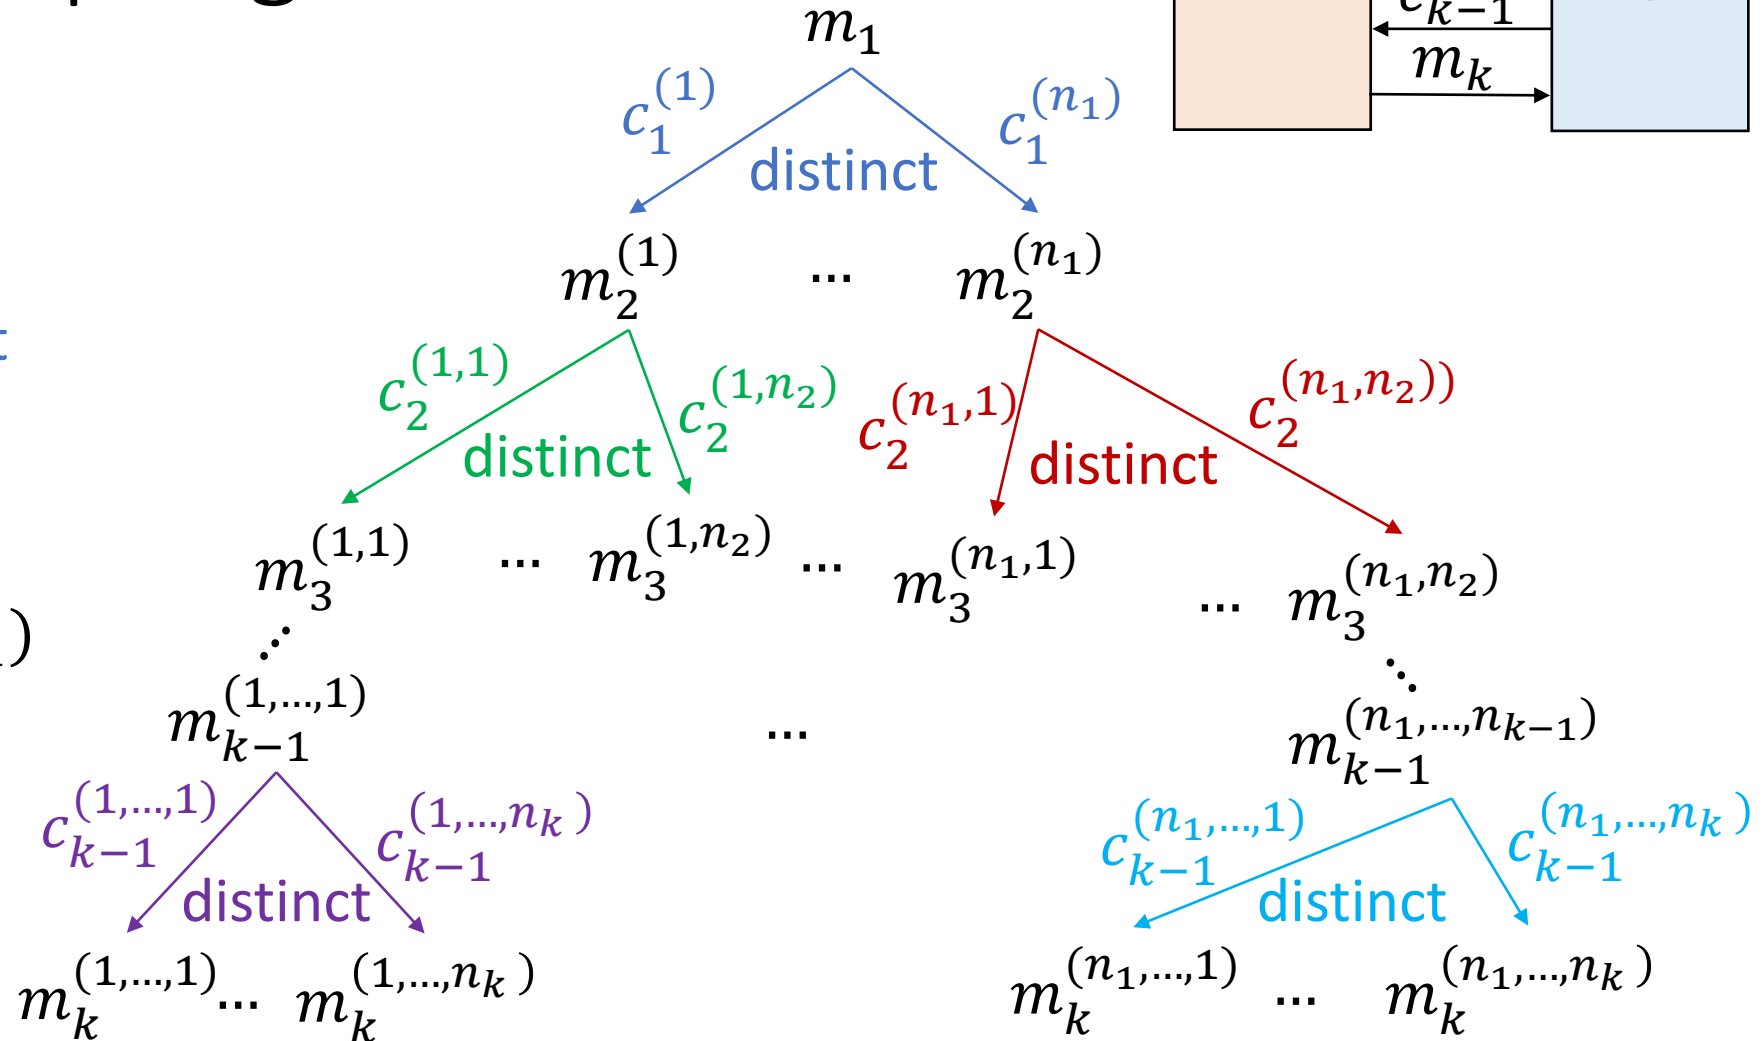 m_1
c_{k-1}
m_k
c_1^{(1)} distinct c_1^{(n_1)}
m_2^{(1)} ... m_2^{(n_1)}
t
c_2^{(1,1)} distinct c_2^{(1,n_2)} c_2^{(n_1,1)} distinct c_2^{(n_1,n_2))}
m_3^{(1,1)} ... m_3^{(1,n_2)} ... m_3^{(n_1,1)} ... m_3^{(n_1,n_2)}
)
m_{k-1}^{(1,...,1)} ... m_{k-1}^{(n_1,...,n_{k-1})}
c_{k-1}^{(1,...,1)} distinct c_{k-1}^{(1,...,n_k )} c_{k-1}^{(n_1,...,1)} distinct c_{k-1}^{(n_1,...,n_k )}
m_k^{(1,...,1)} ... m_k^{(1,...,n_k )} m_k^{(n_1,...,1)} ... m_k^{(n_1,...,n_k )}